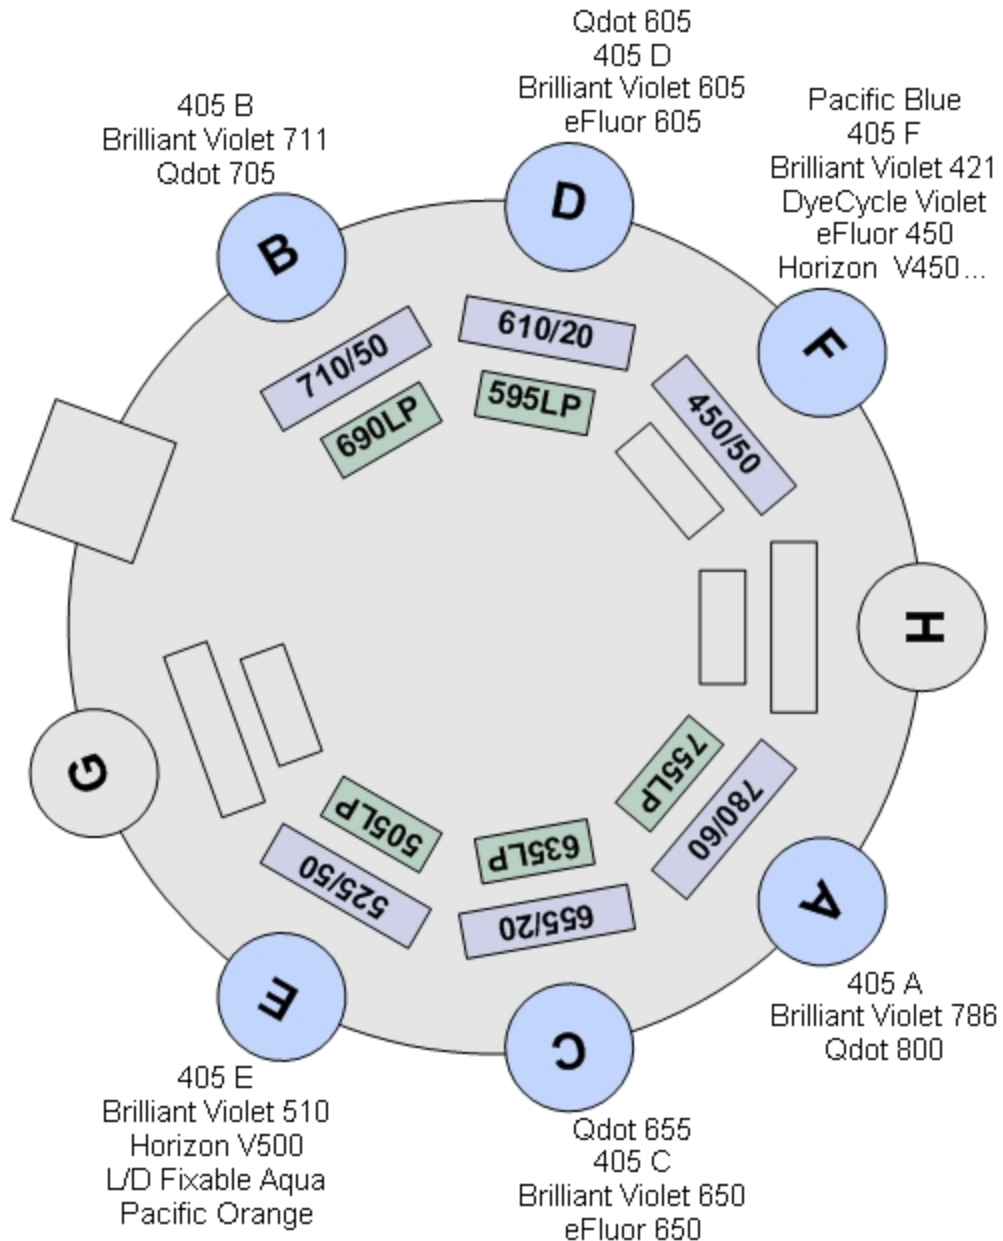 Qdot 605
405 D
Brilliant Violet 605
eFluor 605
Pacific Blue
405 F
Brilliant Violet 421
DyeCycle Violet
eFluor 450
Horizon V450...
405 B
Brilliant Violet 711
Qdot 705
D
B
F
610/20
710/50
595LP
690LP
450/50
H
755LP
780/60
G
505LP
635LP
525/50
655/20
A
E
C
405 A
Brilliant Violet 786
Qdot 800
405 E
Brilliant Violet 510
Horizon V500
L/D Fixable Aqua
Pacific Orange
Qdot 655
405 C
Brilliant Violet 650
eFluor 650